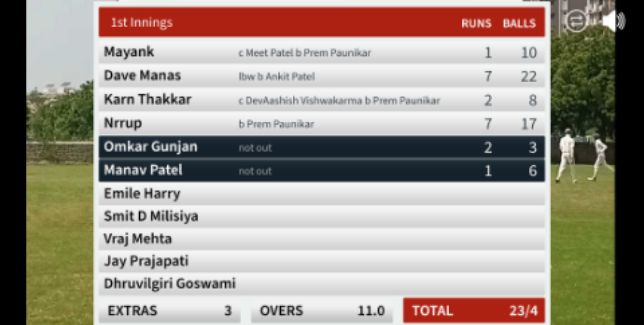 1st Innings RUNS BALLS
Mayank c Meet Patel b Prem Paunikar 1 10
Dave Manas lbw b Ankit Patel 7 22
Karn Thakkar c DevAashish Vishwakarma b Prem Paunikar 2 8
Nrrup b Prem Paunikar 7 17
Omkar Gunjan not out 2 3
Manav Patel not out 1 6
Emile Harry
Smit D Milisiya
Vraj Mehta
Jay Prajapati
Dhruvilgiri Goswami
EXTRAS 3 OVERS 11.0 TOTAL 23/4